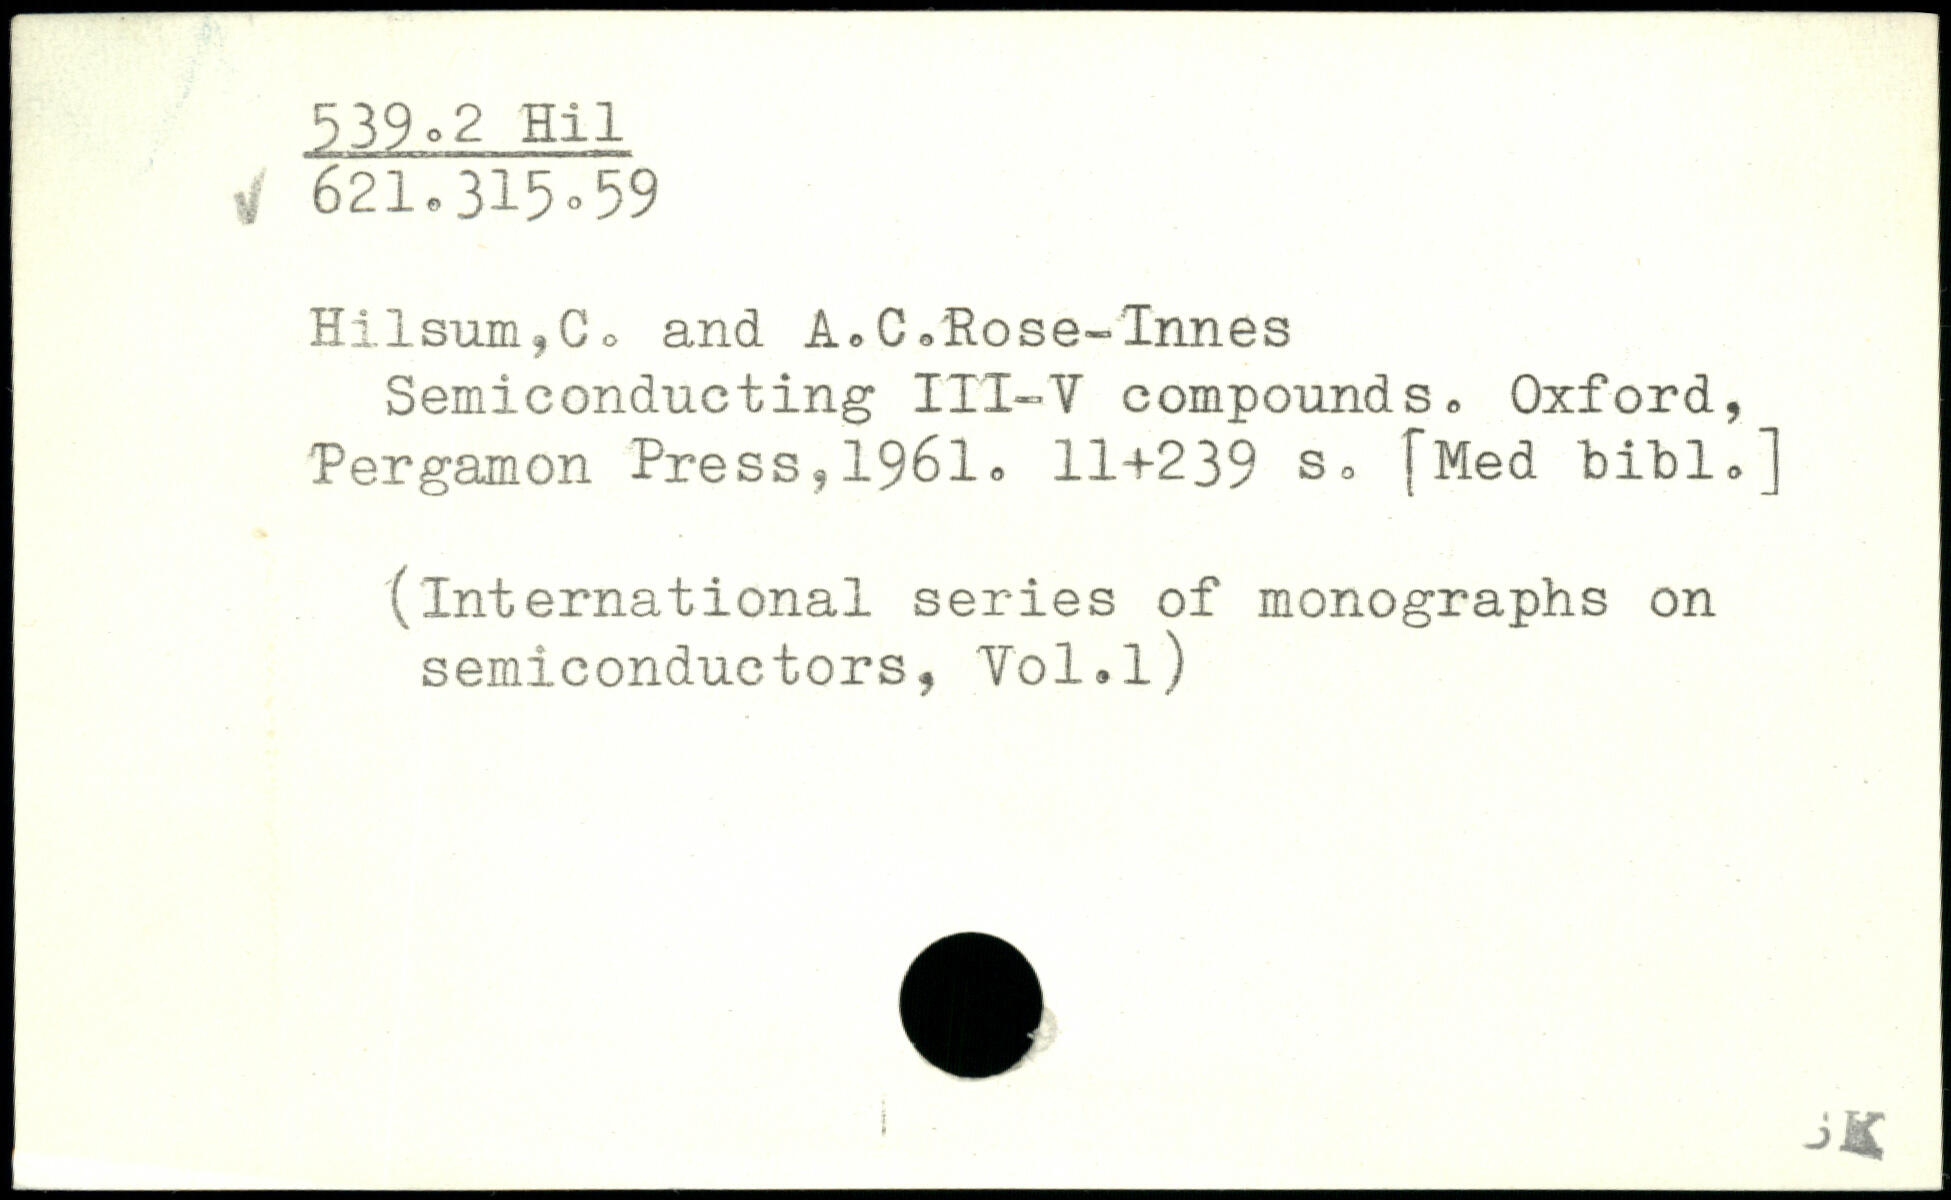 539.2 Hil
621.315.59
Hilsum,C. and A.C.Rose-Innes
Semiconducting III-V compounds. Oxford,
Pergamon Press,1961. 11+239 s. [Med bibl.]
(International series of monographs on
semiconductors, Vol.1)